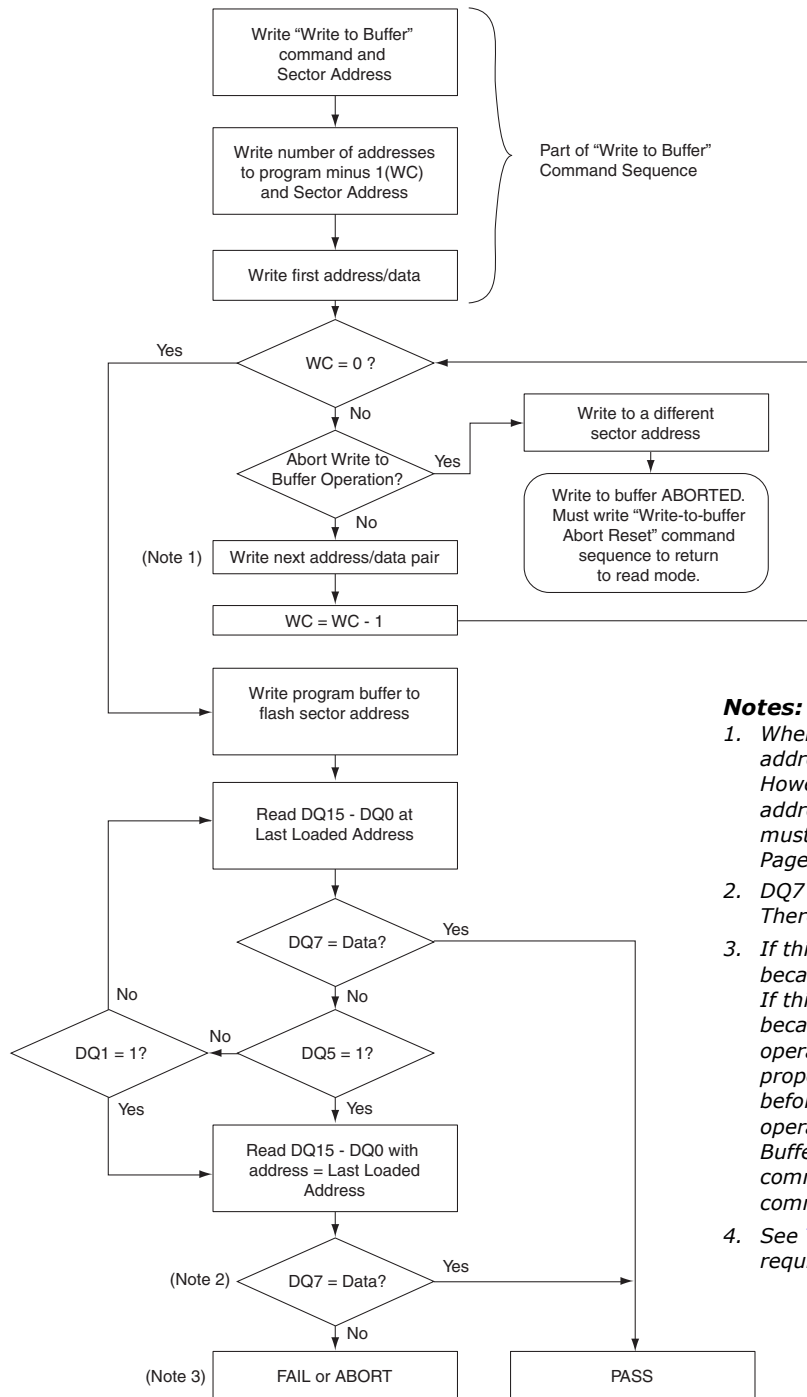 Write “Write to Buffer”
command and
Sector Address
Write number of addresses
to program minus 1(WC)
and Sector Address
Part of “Write to Buffer”
Command Sequence
Write first address/data
Yes
WC = 0 ?
No
Write to a different
sector address
Abort Write to
Buffer Operation?
Yes
No
Write to buffer ABORTED.
Must write “Write-to-buffer
Abort Reset” command
sequence to return
to read mode.
(Note 1)
Write next address/data pair
WC = WC - 1
Write program buffer to
flash sector address
Read DQ15 - DQ0 at
Last Loaded Address
DQ7 = Data?
Yes
No
No
DQ1 = 1?
No
DQ5 = 1?
Yes
Yes
Read DQ15 - DQ0 with
address = Last Loaded
Address
(Note 2)
DQ7 = Data?
Yes
No
(Note 3)
FAIL or ABORT
PASS
Notes:
1.
addre
Howe
addre
must
Page
2. DQ7
Ther
3. If thi
beca
If thi
beca
opera
prop
befor
opera
Buffe
comm
comm
4. See
requ